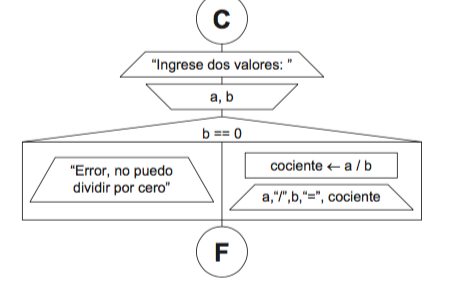 C
“Ingrese dos valores: ”
a, b
b == 0
“Error, no puedo
dividir por cero”
cociente ← a / b
a,“/”,b,“=”, cociente
F